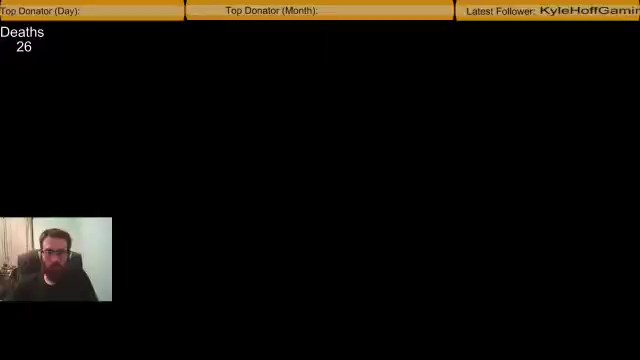 Top Donator (Day):
Top Donator (Month):
Latest Follower: KyleHoffGamin
Deaths
26